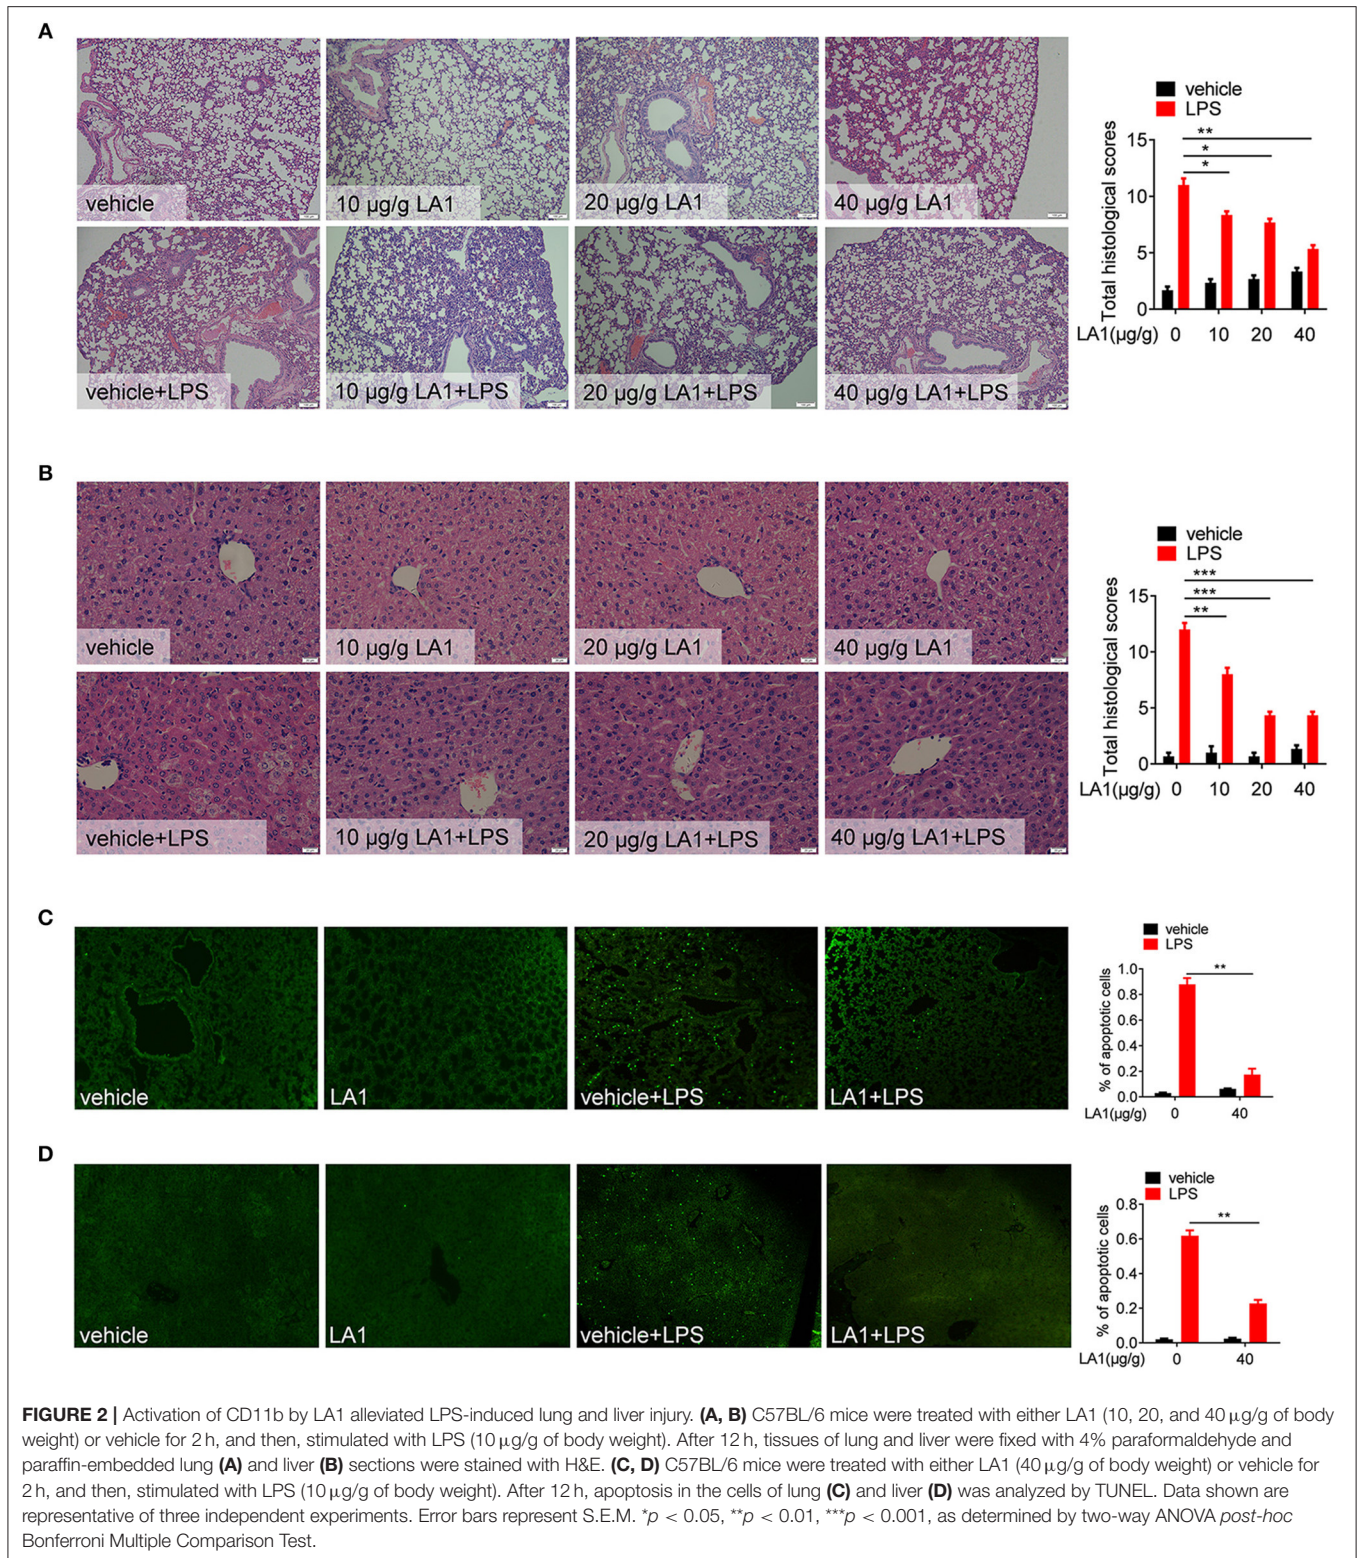 A
vehicle
10 µg/g LA1
20 µg/g LA1
40 µg/g LA1
vehicle+LPS
10 µg/g LA1+LPS
20 µg/g LA1+LPS
40 µg/g LA1+LPS
vehicle
LPS
Total histological scores
15
10
5
0
**
*
*
LA1(µg/g) 0 10 20 40
B
vehicle
10 µg/g LA1
20 µg/g LA1
40 µg/g LA1
vehicle+LPS
10 µg/g LA1+LPS
20 µg/g LA1+LPS
40 µg/g LA1+LPS
vehicle
LPS
Total histological scores
15
10
5
0
***
***
**
LA1(µg/g) 0 10 20 40
C
vehicle
LA1
vehicle+LPS
LA1+LPS
vehicle
LPS
% of apoptotic cells
1.0
0.8
0.6
0.4
0.2
0.0
**
LA1(µg/g) 0 40
D
vehicle
LA1
vehicle+LPS
LA1+LPS
vehicle
LPS
% of apoptotic cells
0.8
0.6
0.4
0.2
0.0
**
LA1(µg/g) 0 40
FIGURE 2 | Activation of CD11b by LA1 alleviated LPS-induced lung and liver injury. (A, B) C57BL/6 mice were treated with either LA1 (10, 20, and 40 µg/g of body
weight) or vehicle for 2 h, and then, stimulated with LPS (10 µg/g of body weight). After 12 h, tissues of lung and liver were fixed with 4% paraformaldehyde and
paraffin-embedded lung (A) and liver (B) sections were stained with H&E. (C, D) C57BL/6 mice were treated with either LA1 (40 µg/g of body weight) or vehicle for
2 h, and then, stimulated with LPS (10 µg/g of body weight). After 12 h, apoptosis in the cells of lung (C) and liver (D) was analyzed by TUNEL. Data shown are
representative of three independent experiments. Error bars represent S.E.M. *p < 0.05, **p < 0.01, ***p < 0.001, as determined by two-way ANOVA post-hoc
Bonferroni Multiple Comparison Test.